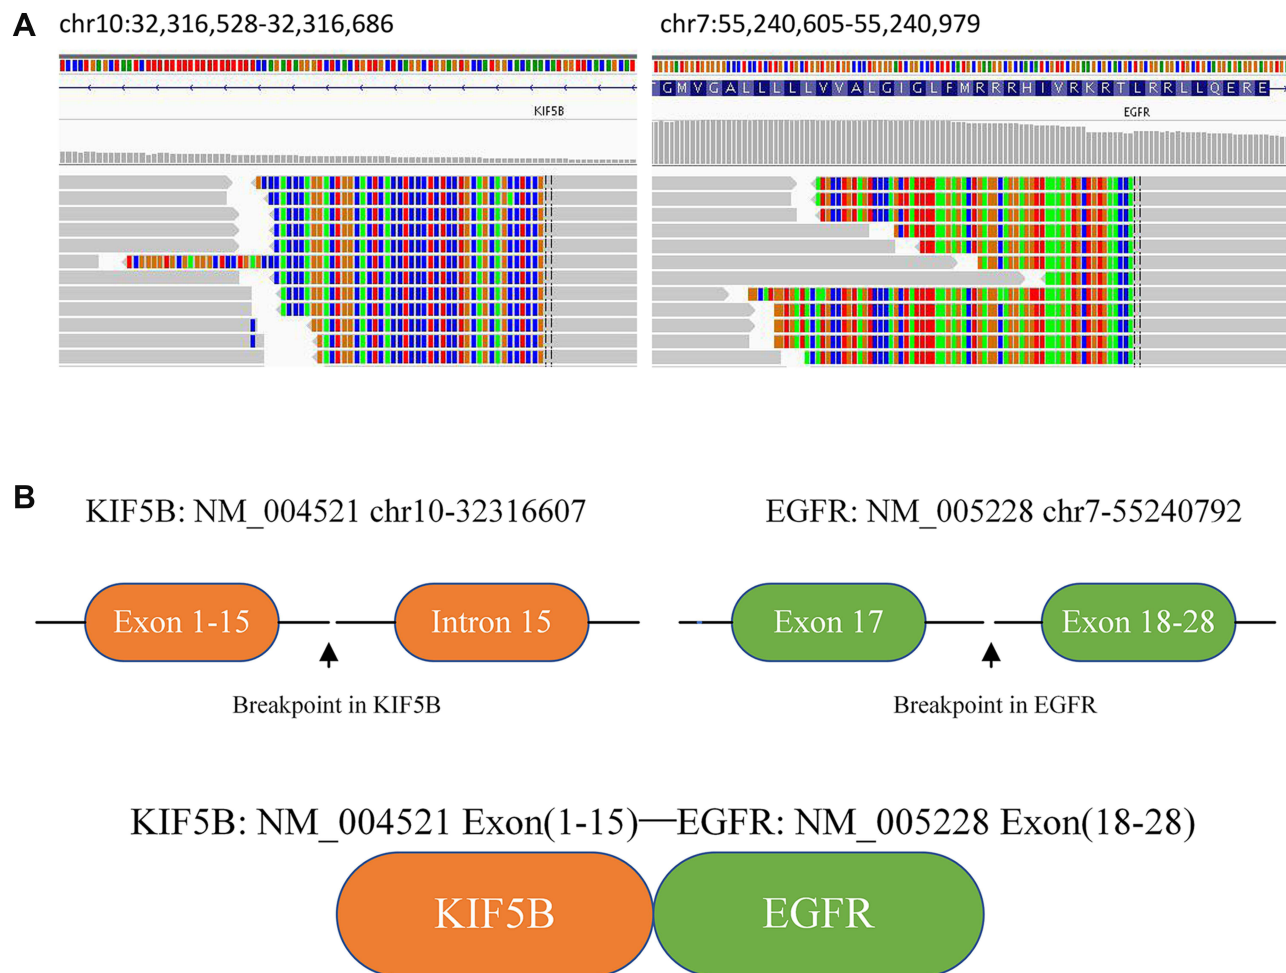 A
chr10:32,316,528-32,316,686
chr7:55,240,605-55,240,979
G M V G A L L L L L V V A L G I G L F M R R R H I V R K R T L R R L L Q E R E
KIF5B
EGFR
B
KIF5B: NM_004521 chr10-32316607
EGFR: NM_005228 chr7-55240792
Exon 1-15
Intron 15
Exon 17
Exon 18-28
Breakpoint in KIF5B
Breakpoint in EGFR
KIF5B: NM_004521 Exon(1-15)—EGFR: NM_005228 Exon(18-28)
KIF5B
EGFR